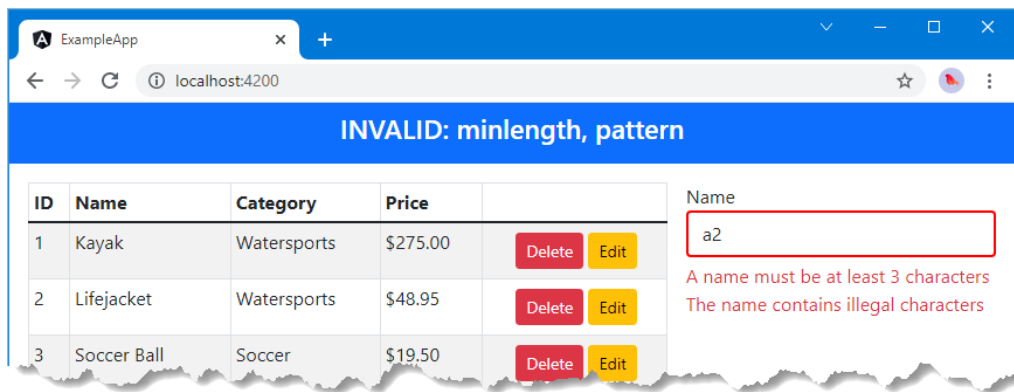 ExampleApp
localhost:4200
INVALID: minlength, pattern
ID Name Category Price
1 Kayak Watersports $275.00 Delete Edit
2 Lifejacket Watersports $48.95 Delete Edit
3 Soccer Ball Soccer $19.50 Delete Edit
Name
a2
A name must be at least 3 characters
The name contains illegal characters